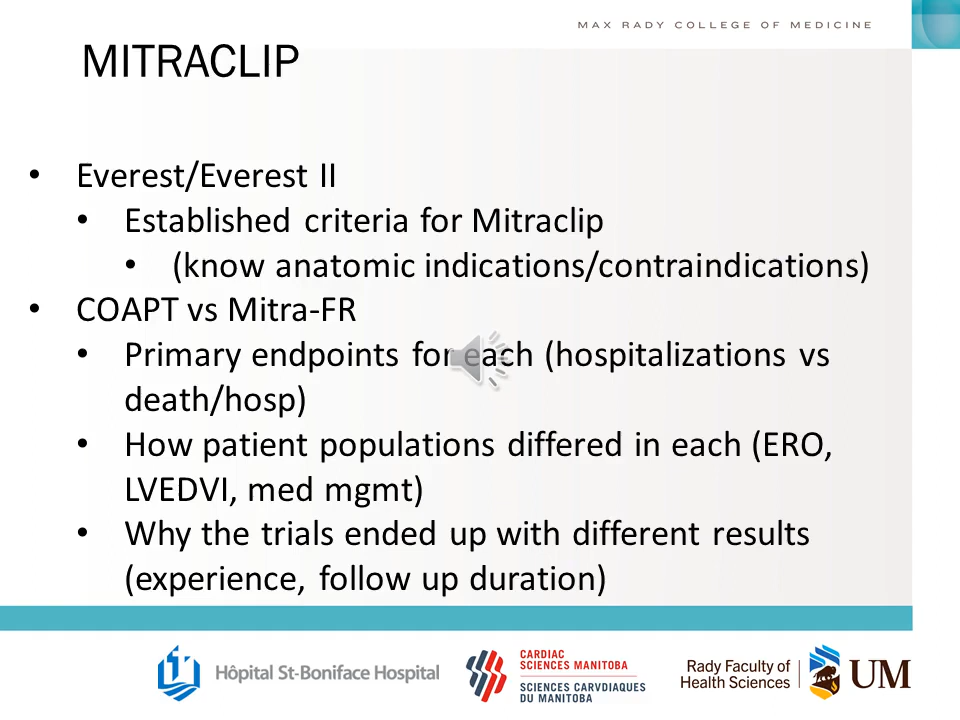 MAX RADY COLLEGE OF MEDICINE
MITRACLIP
• Everest/Everest II
• Established criteria for Mitraclip
• (know anatomic indications/contraindications)
• COAPT vs Mitra-FR
• Primary endpoints for each (hospitalizations vs
death/hosp)
• How patient populations differed in each (ERO,
LVEDVI, med mgmt)
• Why the trials ended up with different results
(experience, follow up duration)
Hôpital St-Boniface Hospital
CARDIAC
SCIENCES MANITOBA
SCIENCES CARVDIAQUES
DU MANITOBA
Rady Faculty of
Health Sciences
UM